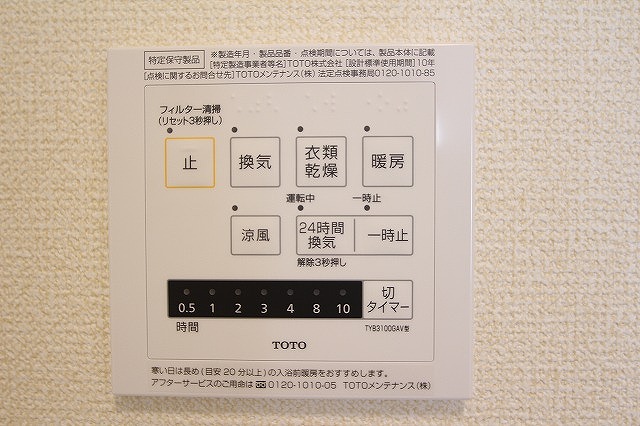 特定保守製品
※製造年月・製品品番・点検期間については、製品本体に記載
[特定製造事業者等名]TOTO株式会社 [設計標準使用期間]10年
[点検に関するお問合せ先]TOTOメンテナンス(株) 法定点検事務局0120-1010-85
フィルター清掃
(リセット3秒押し)
止
換気
衣類
乾燥
暖房
運転中
一時止
涼風
24時間
換気
一時止
解除3秒押し
0.5 1 2 3 4 8 10
時間
切
タイマー
TYB3100GAV型
TOTO
寒い日は長め(目安20分以上)の入浴前暖房をおすすめします。
アフターサービスのご用命は 0120-1010-05 TOTOメンテナンス(株)